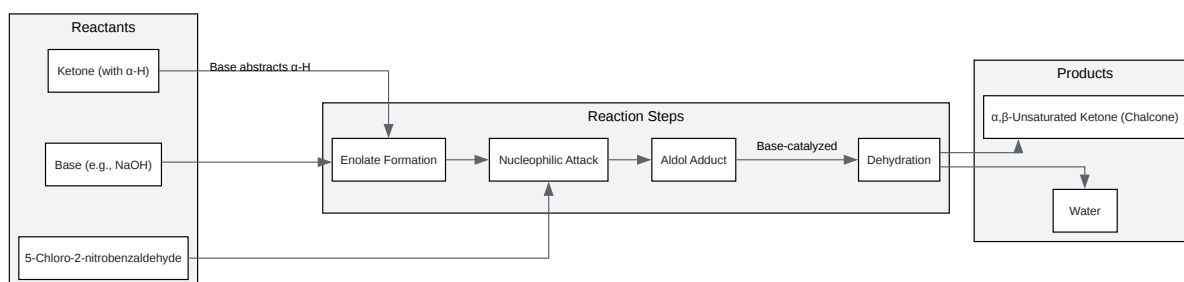 Reactants
Ketone (with α-H)
Base abstracts α-H
Base (e.g., NaOH)
5-Chloro-2-nitrobenzaldehyde
Reaction Steps
Enolate Formation
Nucleophilic Attack
Aldol Adduct
Base-catalyzed
Dehydration
Products
α,β-Unsaturated Ketone (Chalcone)
Water